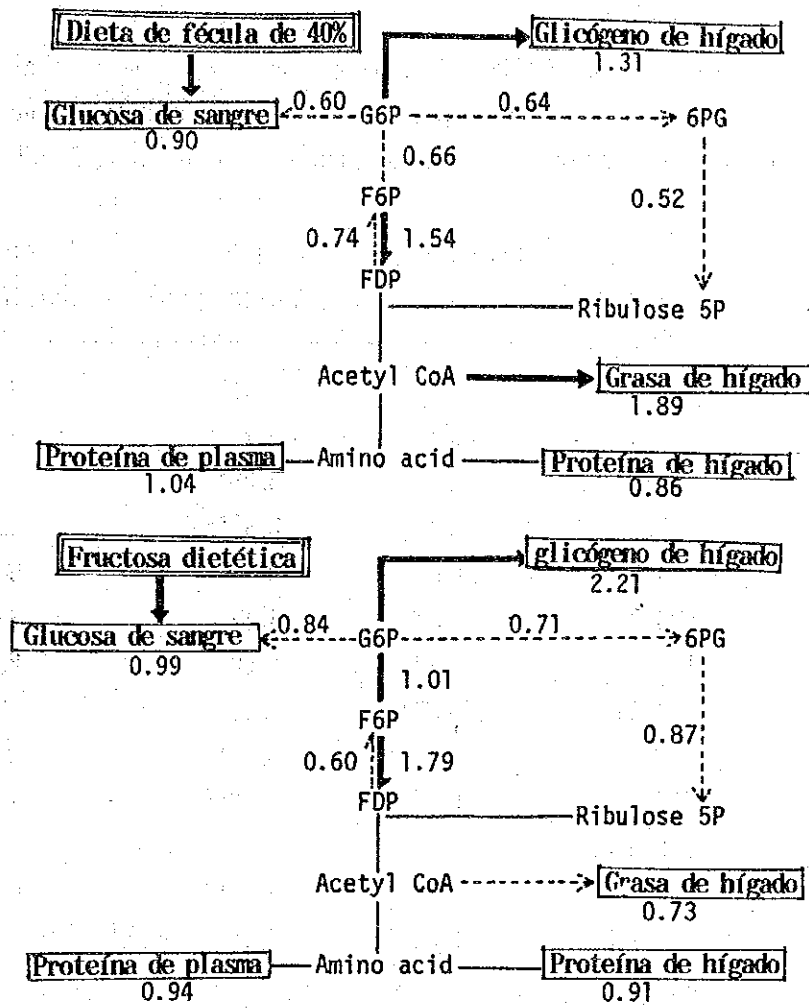 Dieta de fécula de 40%
Glicógeno de hígado
1.31
Glucosa de sangre
0.90
0.60
G6P
0.64
6PG
0.66
F6P
0.52
0.74
1.54
FDP
Ribulose 5P
Acetyl CoA
Grasa de hígado
1.89
Proteína de plasma
1.04
Amino acid
Proteína de hígado
0.86
Fructosa dietética
glicógeno de hígado
2.21
Glucosa de sangre
0.99
0.84
G6P
0.71
6PG
1.01
F6P
0.87
0.60
1.79
FDP
Ribulose 5P
Acetyl CoA
Grasa de hígado
0.73
Proteína de plasma
0.94
Amino acid
Proteína de hígado
0.91